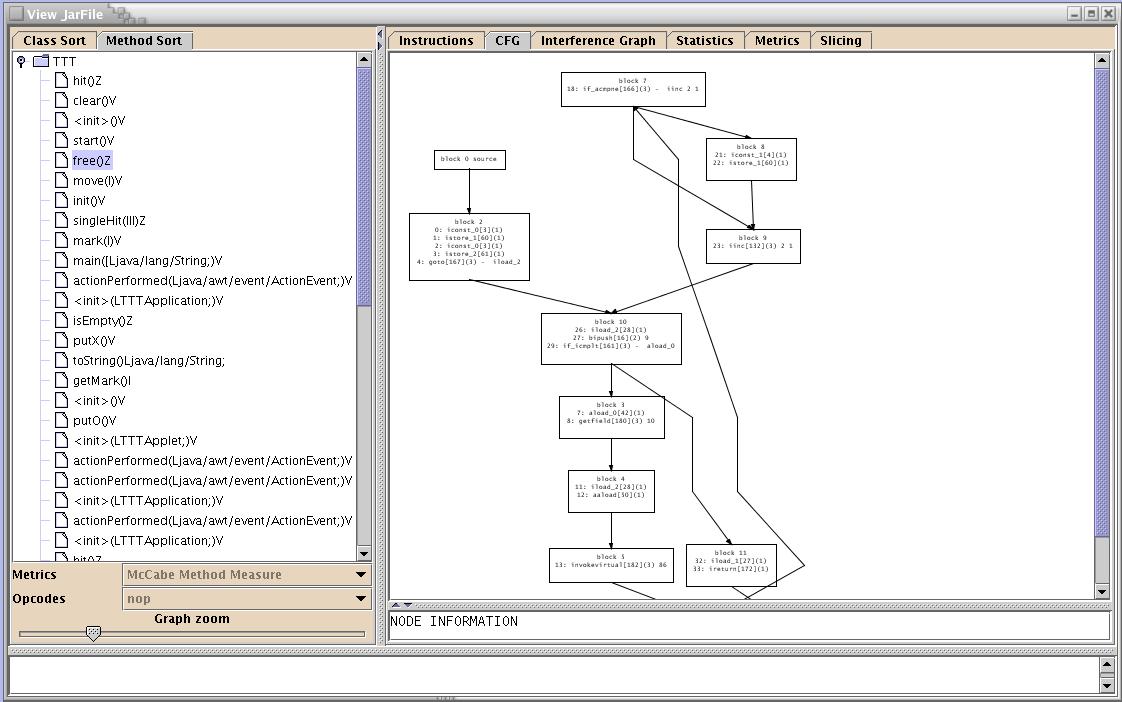 View JarFile
Class Sort
Method Sort
TTT
hit()Z
clear()V
<init>()V
start()V
free()Z
move(I)V
init()V
singleHit(III)Z
mark(I)V
main([Ljava/lang/String;)V
actionPerformed(Ljava/awt/event/ActionEvent;)V
<init>(LTTTApplication;)V
isEmpty()Z
putX()V
toString()Ljava/lang/String;
getMark()I
<init>()V
putO()V
<init>(LTTTApplet;)V
actionPerformed(Ljava/awt/event/ActionEvent;)V
actionPerformed(Ljava/awt/event/ActionEvent;)V
<init>(LTTTApplication;)V
actionPerformed(Ljava/awt/event/ActionEvent;)V
<init>(LTTTApplication;)V
hit()Z
Metrics
McCabe Method Measure
Opcodes
nop
Graph zoom
Instructions
CFG
Interference Graph
Statistics
Metrics
Slicing
block 7
18: if_acmpne[166](3) - iinc 2 1
block 8
21: iconst_1[4](1)
22: istore_1[60](1)
block 0 source
block 2
0: iconst_0[3](1)
1: istore_1[60](1)
2: iconst_0[3](1)
3: istore_2[61](1)
4: goto[167](3) - iload_2
block 9
23: iinc[132](3) 2 1
block 10
26: iload_2[28](1)
27: bipush[16](2) 9
29: if_icmplt[161](3) - aload_0
block 3
7: aload_0[42](1)
8: getfield[180](3) 10
block 4
11: iload_2[28](1)
12: aaload[50](1)
block 5
13: invokevirtual[182](3) 86
block 11
32: iload_1[27](1)
33: ireturn[172](1)
NODE INFORMATION